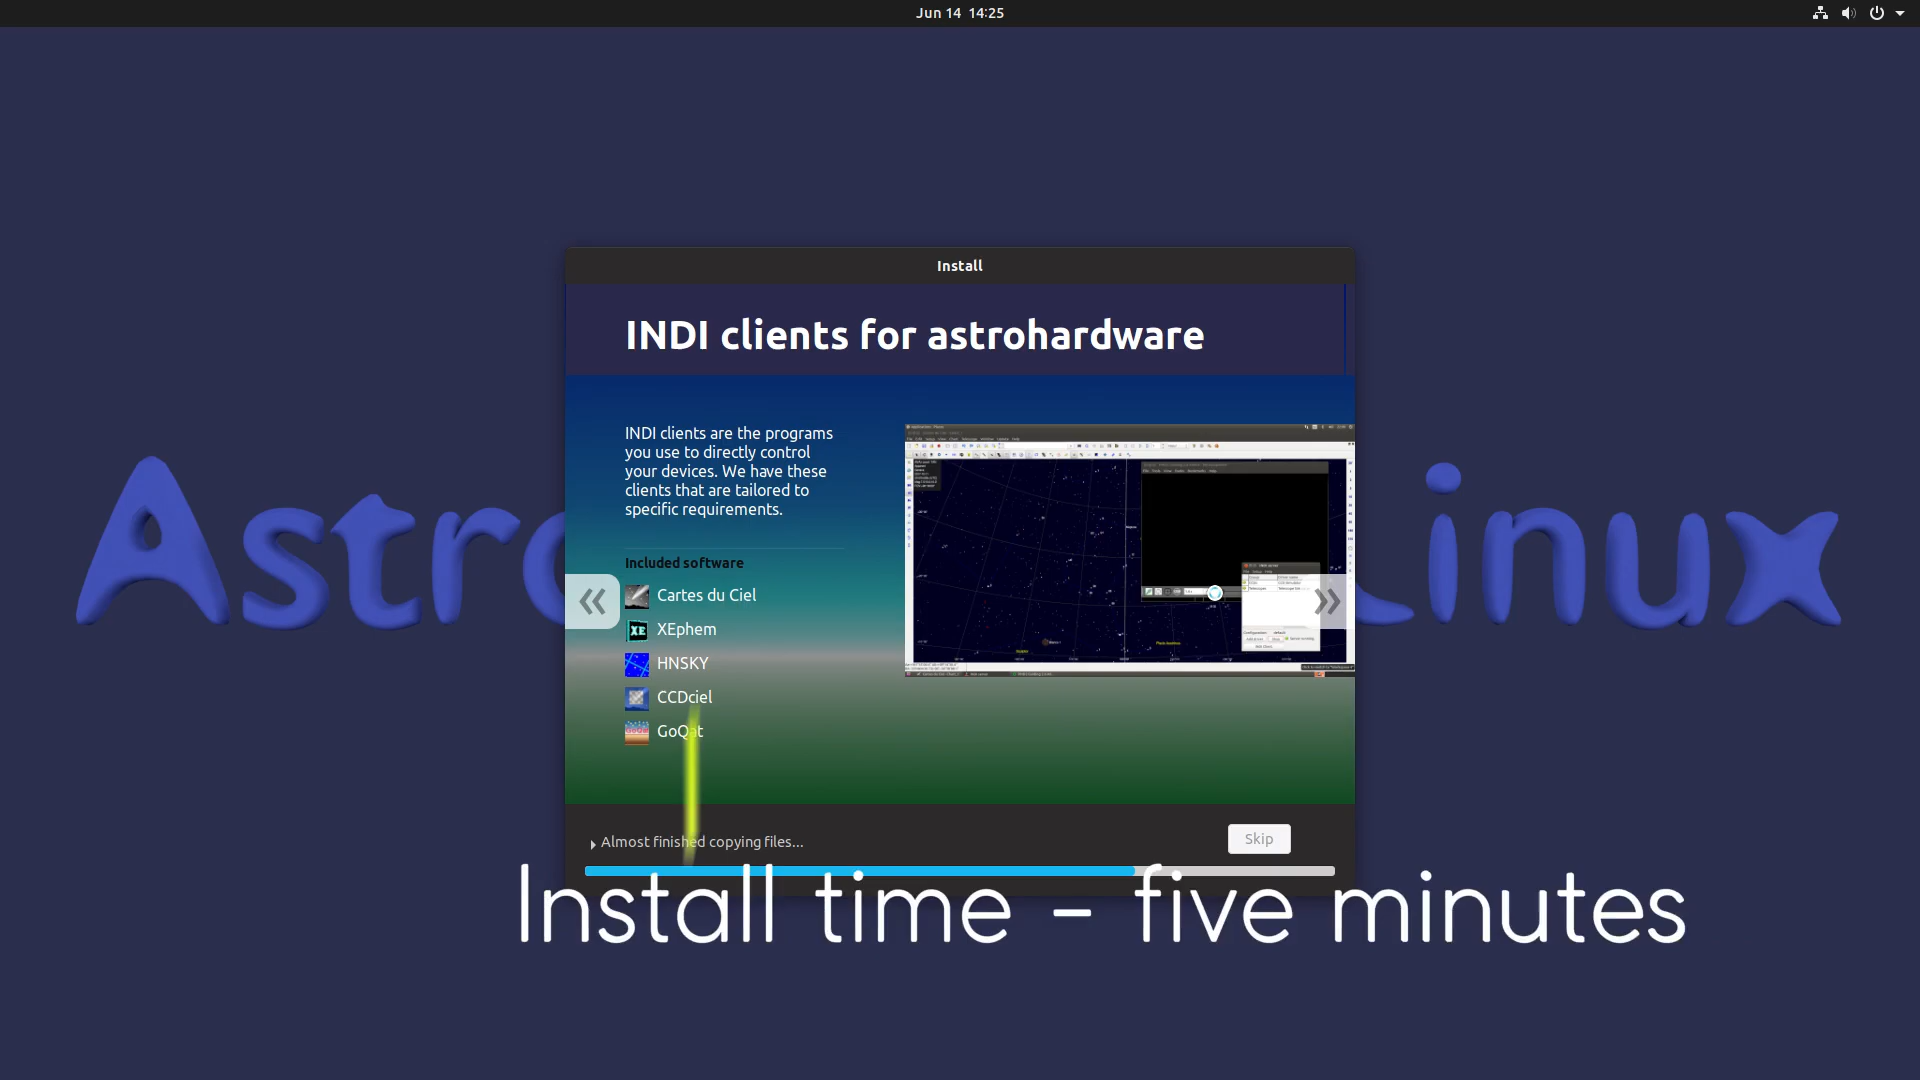 Jun 14 14:25
Install
INDI clients for astrohardware
INDI clients are the programs
you use to directly control
your devices. We have these
clients that are tailored to
specific requirements.
Included software
Cartes du Ciel
XEphem
HNSKY
CCDciel
GoQat
Almost finished copying files...
Skip
Install time – five minutes